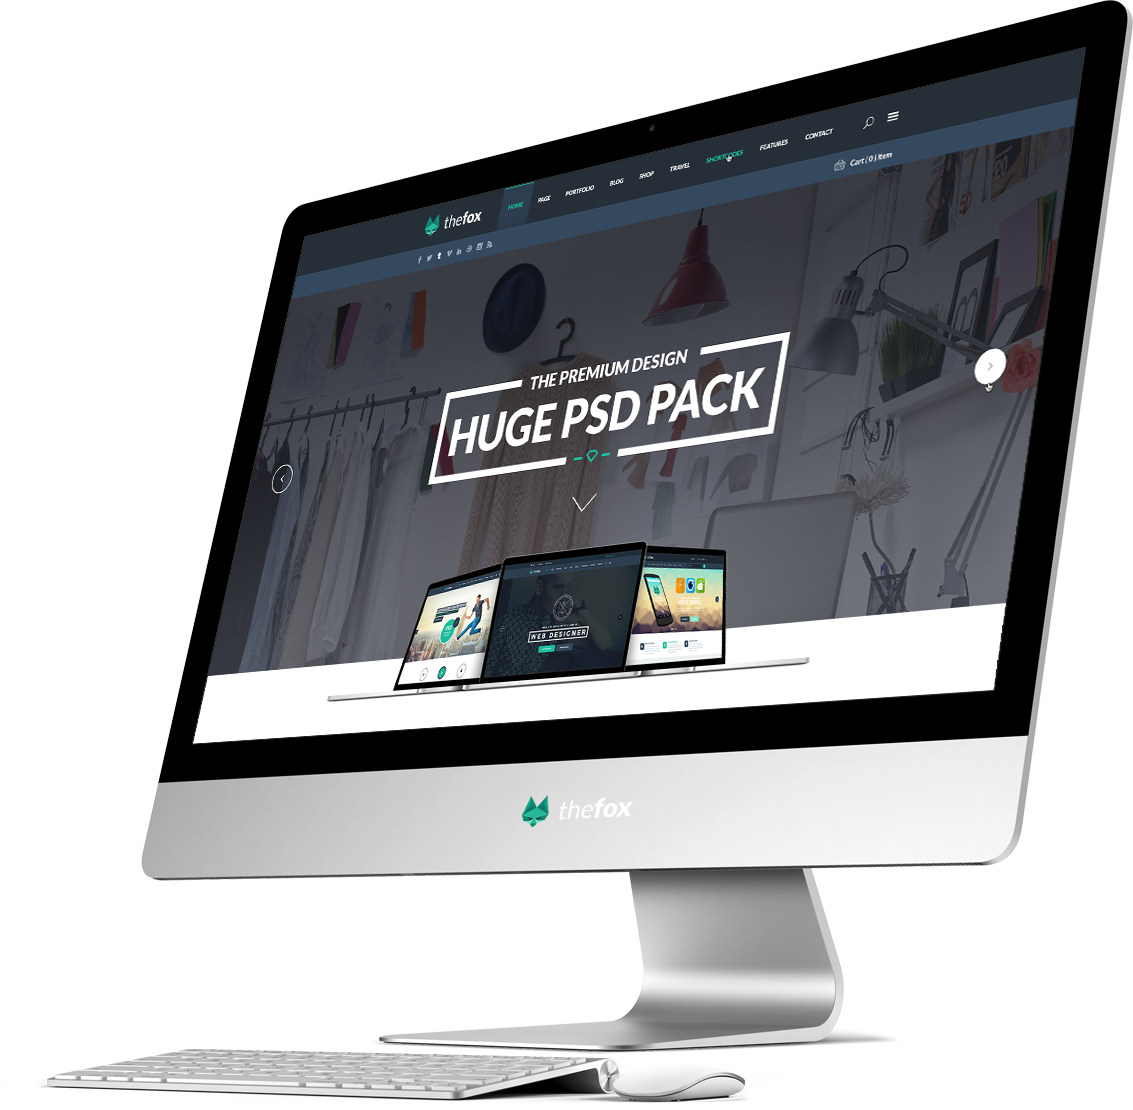 thefox
HOME PAGE PORTFOLIO BLOG SHOP TRAVEL SHORTCODES FEATURES CONTACT
Cart ( 0 ) Item
THE PREMIUM DESIGN
HUGE PSD PACK
WEB DESIGNER
thefox